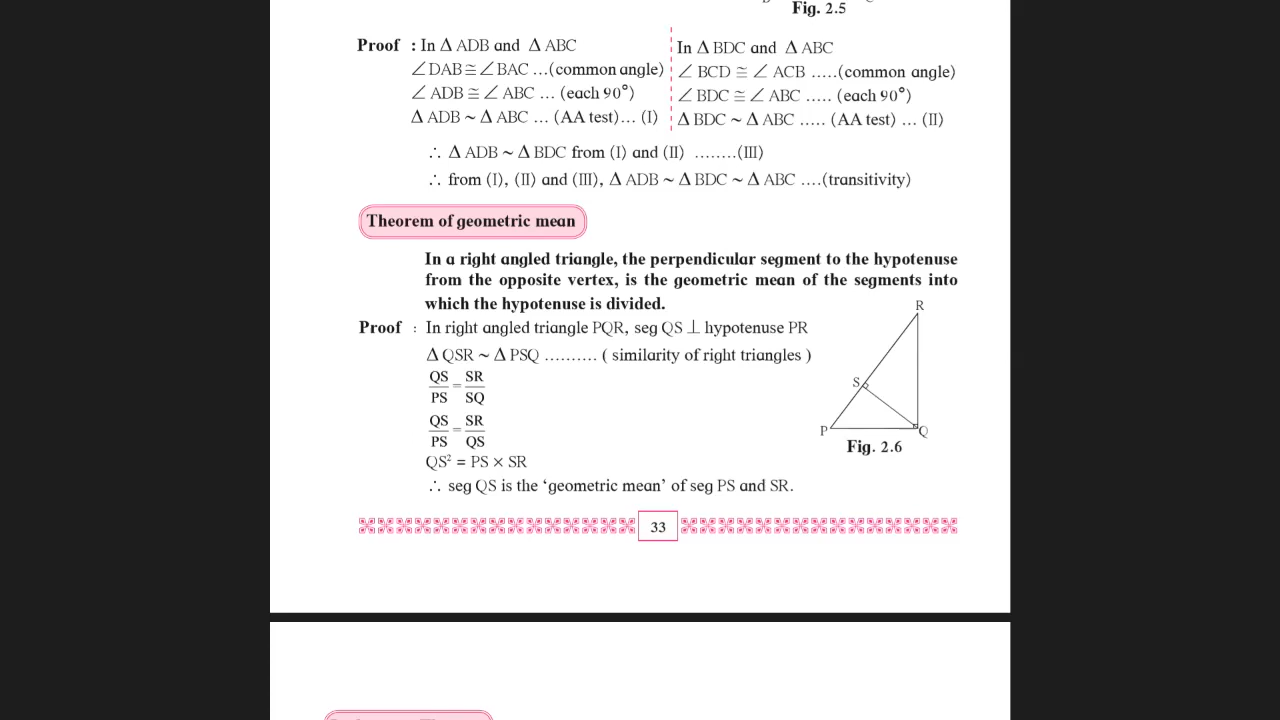 Fig. 2.5
Proof : In Δ ADB and Δ ABC
∠ DAB ≅ ∠ BAC ...(common angle)
∠ ADB ≅ ∠ ABC ... (each 90°)
Δ ADB ~ Δ ABC ... (AA test)... (I)
In Δ BDC and Δ ABC
∠ BCD ≅ ∠ ACB .....(common angle)
∠ BDC ≅ ∠ ABC ..... (each 90°)
Δ BDC ~ Δ ABC ..... (AA test) ... (II)
∴ Δ ADB ~ Δ BDC from (I) and (II) ........(III)
∴ from (I), (II) and (III), Δ ADB ~ Δ BDC ~ Δ ABC ....(transitivity)
Theorem of geometric mean
In a right angled triangle, the perpendicular segment to the hypotenuse
from the opposite vertex, is the geometric mean of the segments into
which the hypotenuse is divided.
Proof : In right angled triangle PQR, seg QS ⊥ hypotenuse PR
Δ QSR ~ Δ PSQ .......... ( similarity of right triangles )
QS/PS = SR/SQ
QS/PS = SR/QS
QS² = PS × SR
∴ seg QS is the ‘geometric mean’ of seg PS and SR.
R
S
P
Q
Fig. 2.6
33